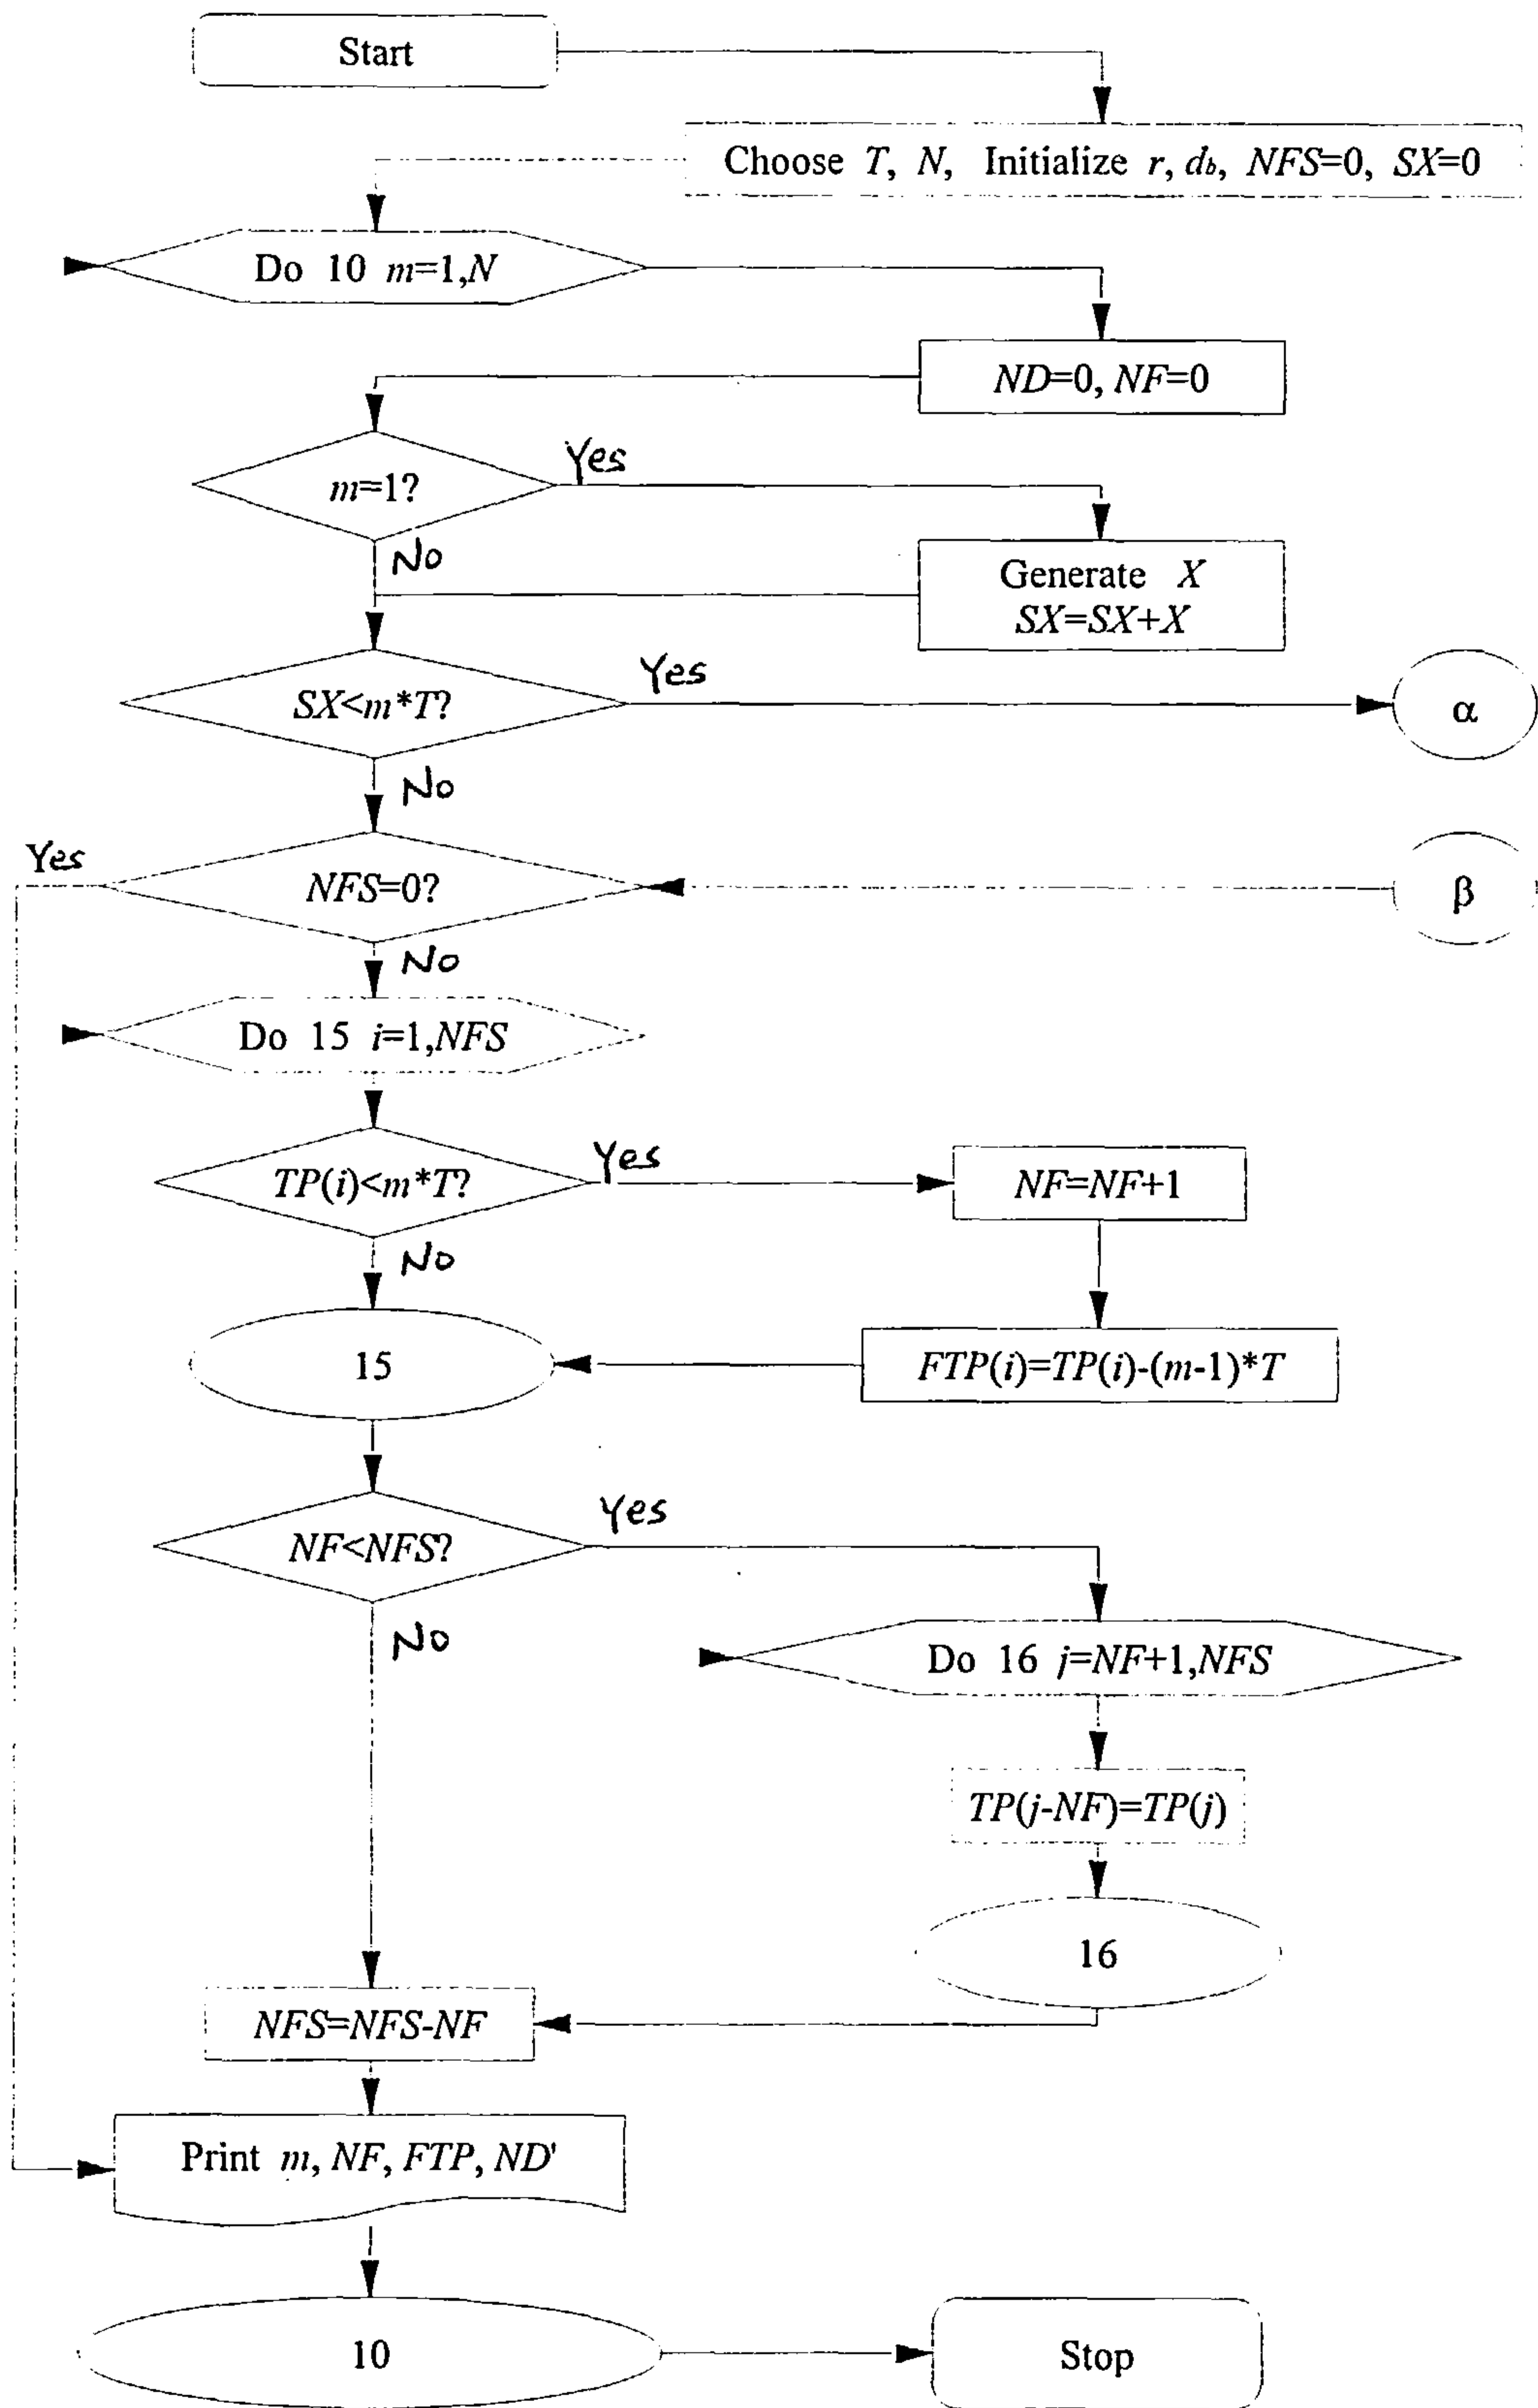 Start
Choose T, N, Initialize r, db, NFS=0, SX=0
Do 10 m=1,N
ND=0, NF=0
m=1?
Yes
No
Generate X
SX=SX+X
SX<m*T?
Yes
α
No
Yes
NFS=0?
β
No
Do 15 i=1,NFS
TP(i)<m*T?
Yes
NF=NF+1
No
15
FTP(i)=TP(i)-(m-1)*T
NF<NFS?
Yes
No
Do 16 j=NF+1,NFS
TP(j-NF)=TP(j)
16
NFS=NFS-NF
Print m, NF, FTP, ND'
10
Stop